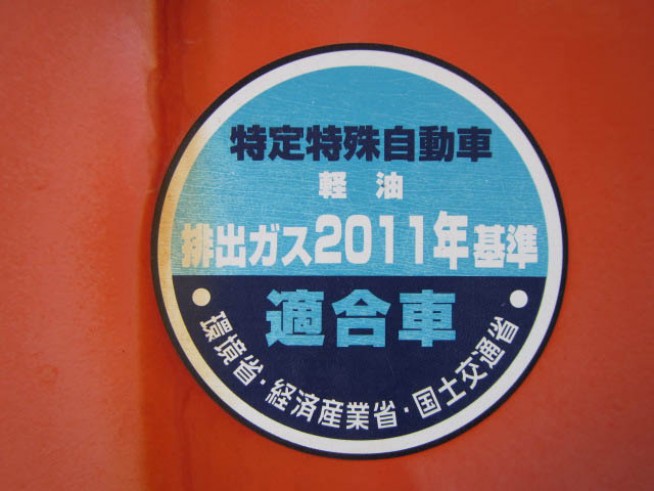 特定特殊自動車
軽油
排出ガス2011年基準
適合車
環境省・経済産業省・国土交通省